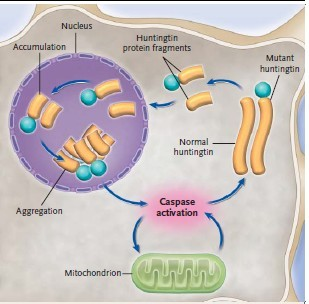 Nucleus
Accumulation
Huntingtin
protein fragments
Mutant
huntingtin
Normal
huntingtin
Caspase
activation
Aggregation
Mitochondrion